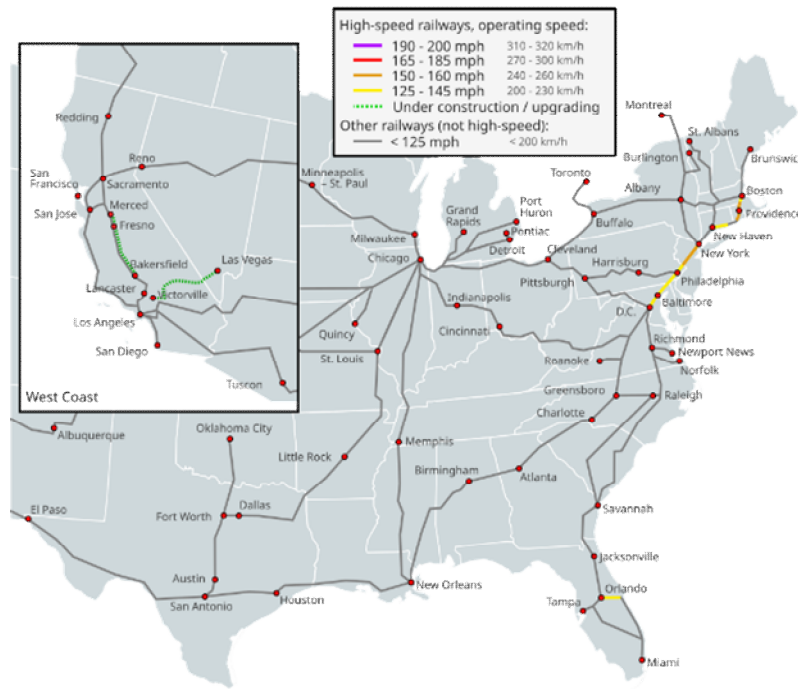 High-speed railways, operating speed:
190 - 200 mph 310 - 320 km/h
165 - 185 mph 270 - 300 km/h
150 - 160 mph 240 - 260 km/h
125 - 145 mph 200 - 230 km/h
Under construction / upgrading
Other railways (not high-speed):
< 125 mph < 200 km/h
Redding
Reno
San
Francisco
Sacramento
San Jose
Merced
Fresno
Bakersfield
Las Vegas
Lancaster
Victorville
Los Angeles
San Diego
Tuscon
West Coast
Montreal
St. Albans
Burlington
Brunswic
Toronto
Albany
Boston
Providence
Minneapolis
– St. Paul
Grand
Rapids
Port
Huron
Pontiac
Detroit
Buffalo
New Haven
New York
Milwaukee
Chicago
Cleveland
Harrisburg
Pittsburgh
Philadelphia
Baltimore
D.C.
Indianapolis
Cincinnati
Quincy
St. Louis
Richmond
Newport News
Norfolk
Roanoke
Greensboro
Raleigh
Charlotte
Albuquerque
Oklahoma City
Little Rock
Memphis
Birmingham
Atlanta
El Paso
Fort Worth
Dallas
Savannah
Austin
San Antonio
Houston
New Orleans
Jacksonville
Orlando
Tampa
Miami